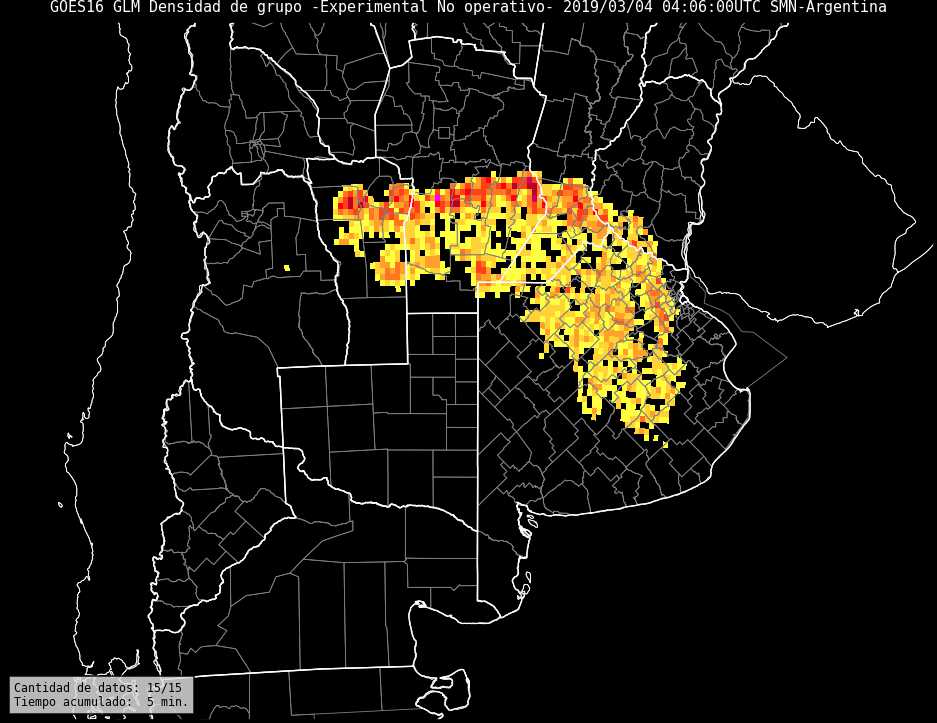 GOES16 GLM Densidad de grupo -Experimental No operativo- 2019/03/04 04:06:00UTC SMN-Argentina
Cantidad de datos: 15/15
Tiempo acumulado: 5 min.